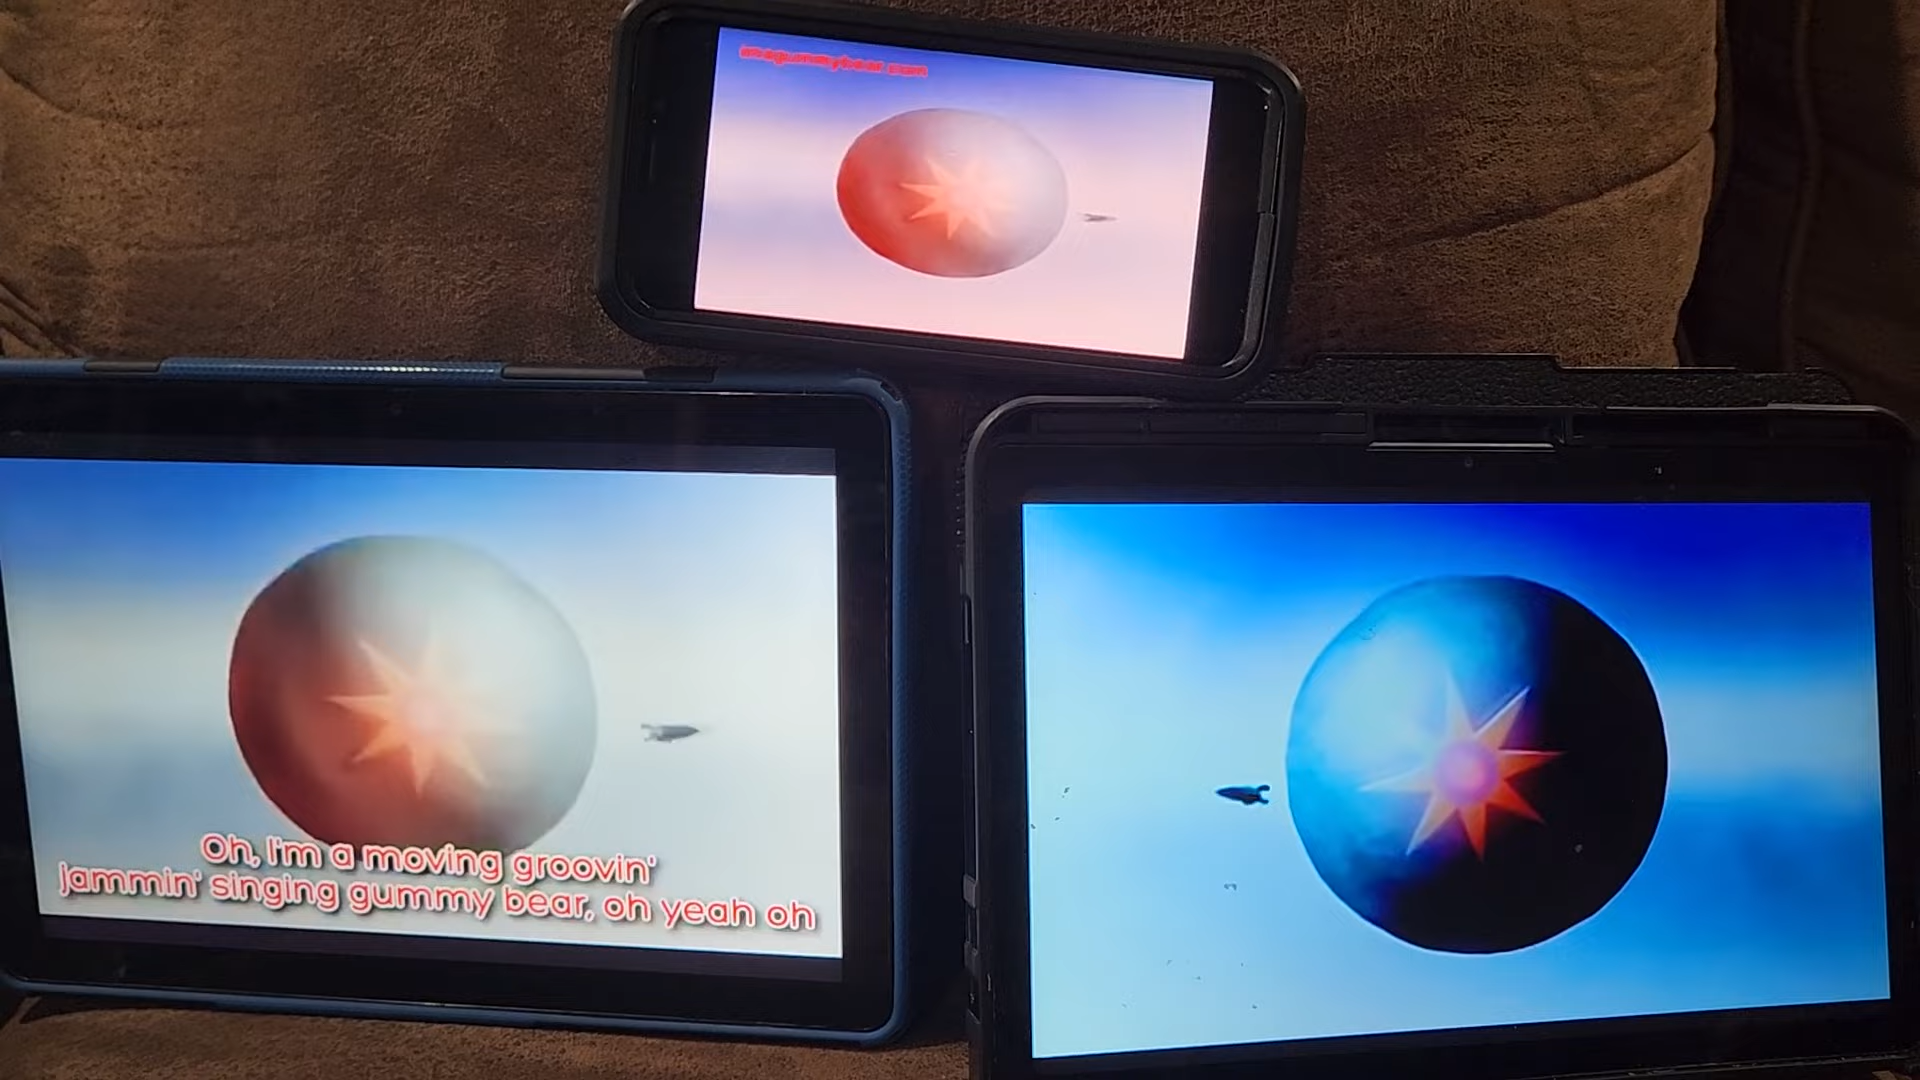 Oh, I'm a moving groovin'
jammin' singing gummy bear, oh yeah oh